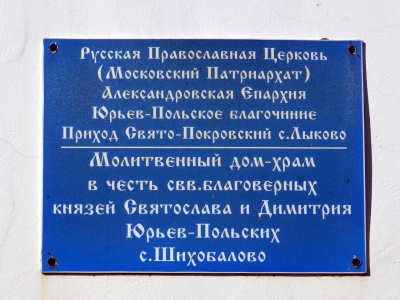 Русская Православная Церковь
(Московский Патриархат)
Александровская Епархия
Юрьев-Польское благочиние
Приход Свято-Покровский с.Лыково
Молитвенный дом-храм
в честь свв.благоверных
князей Святослава и Димитрия
Юрьев-Польских
с.Шихобалово